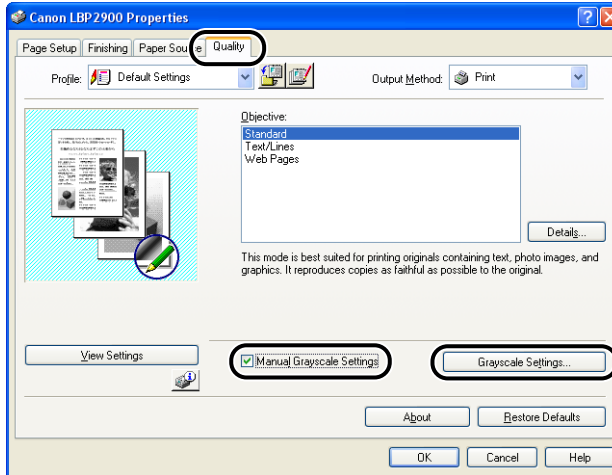 Canon LBP2900 Properties
Page Setup Finishing Paper Source Quality
Profile: Default Settings Output Method: Print
Objective:
Standard
Text/Lines
Web Pages
Details...
This mode is best suited for printing originals containing text, photo images, and
graphics. It reproduces copies as faithful as possible to the original.
View Settings Manual Grayscale Settings Grayscale Settings...
About Restore Defaults
OK Cancel Help